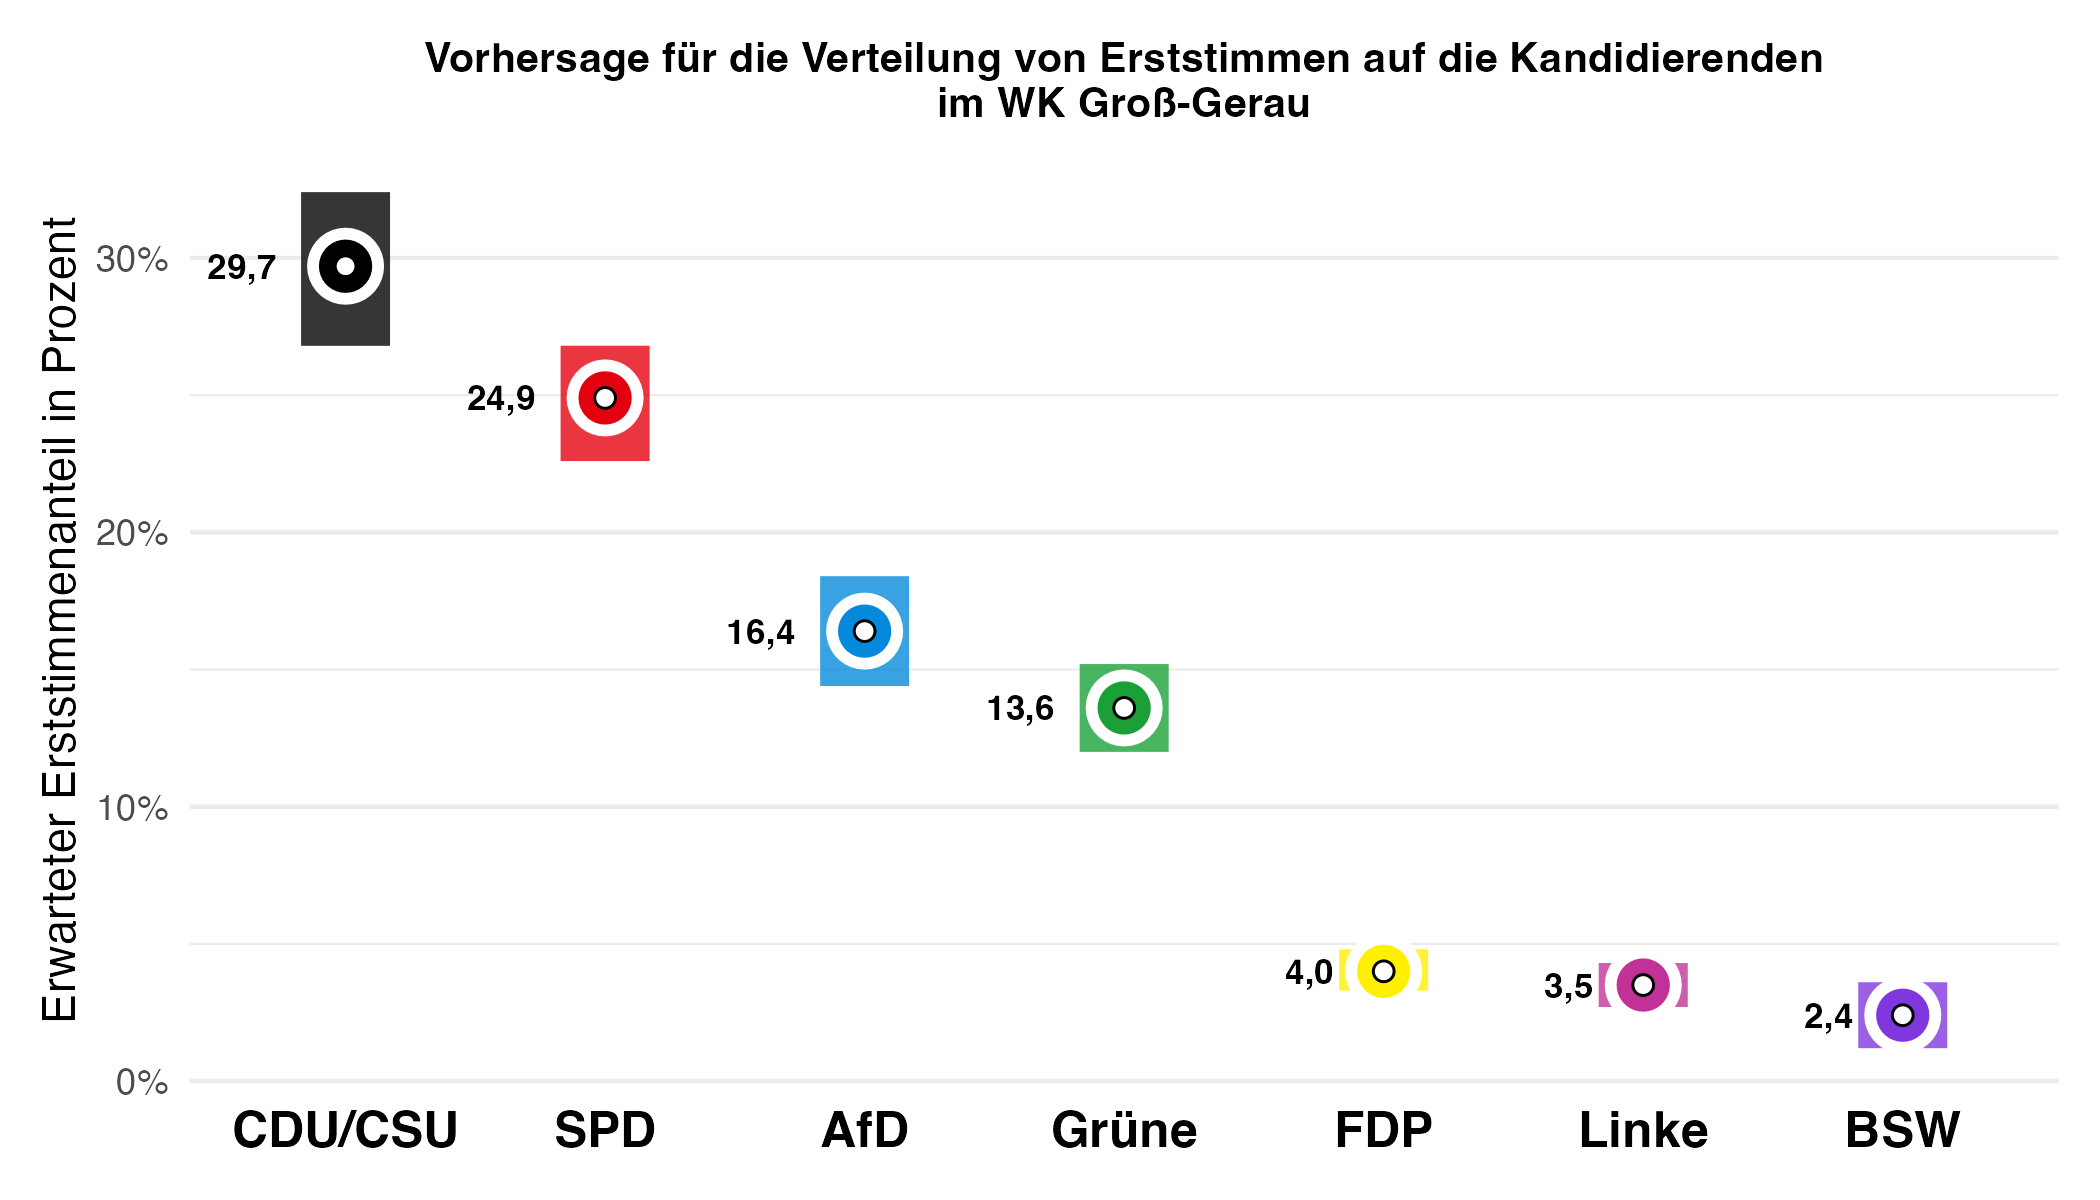 Vorhersage für die Verteilung von Erststimmen auf die Kandidierenden
im WK Groß-Gerau
Erwarteter Erststimmenanteil in Prozent
30%
20%
10%
0%
29,7
24,9
16,4
13,6
4,0
3,5
2,4
CDU/CSU
SPD
AfD
Grüne
FDP
Linke
BSW